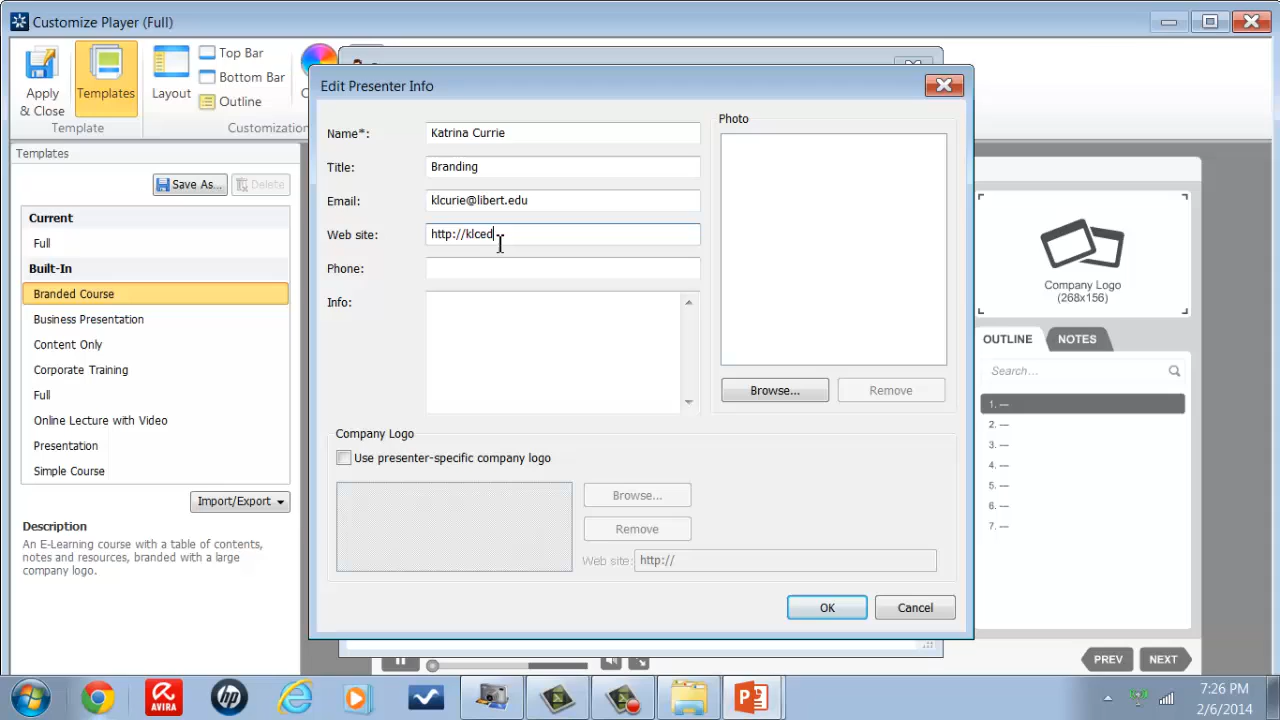 Customize Player (Full)
Apply & Close
Templates
Layout
Top Bar
Bottom Bar
Outline
Template
Customization
Templates
Save As...
Delete
Current
Full
Built-In
Branded Course
Business Presentation
Content Only
Corporate Training
Full
Online Lecture with Video
Presentation
Simple Course
Import/Export
Description
An E-Learning course with a table of contents,
notes and resources, branded with a large
company logo.
Edit Presenter Info
Name*: Katrina Currie
Title: Branding
Email: klcurie@libert.edu
Web site: http://klced
Phone:
Info:
Photo
Browse...
Remove
Company Logo
Use presenter-specific company logo
Browse...
Remove
Web site: http://
OK
Cancel
Company Logo
(268x156)
OUTLINE
NOTES
Search...
1. —
2. —
3. —
4. —
5. —
6. —
7. —
PREV
NEXT
AVIRA
hp
7:26 PM
2/6/2014